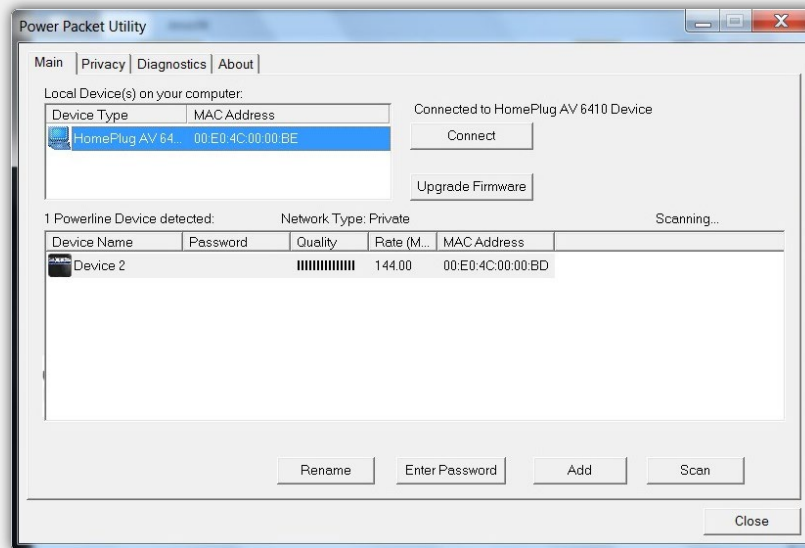 Power Packet Utility
Main Privacy Diagnostics About
Local Device(s) on your computer:
Device Type MAC Address
HomePlug AV 64... 00:E0:4C:00:00:BE
Connected to HomePlug AV 6410 Device
Connect
Upgrade Firmware
1 Powerline Device detected: Network Type: Private Scanning...
Device Name Password Quality Rate (M... MAC Address
Device 2 144.00 00:E0:4C:00:00:BD
Rename Enter Password Add Scan
Close